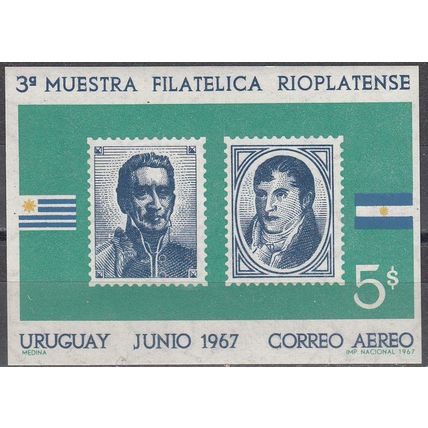 3ª MUESTRA FILATELICA RIOPLATENSE
5$
URUGUAY JUNIO 1967 CORREO AEREO
MEDINA IMP. NACIONAL 1967